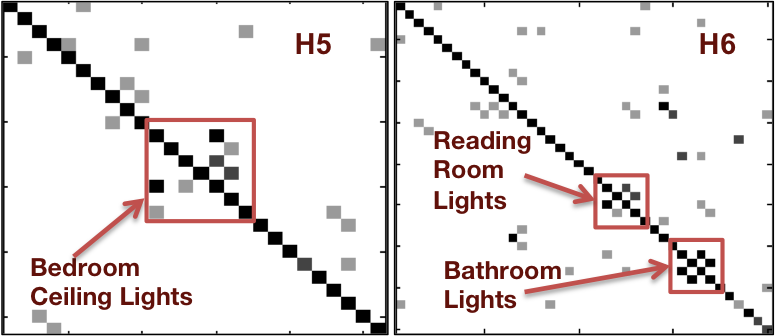 H5
Bedroom
Ceiling Lights
H6
Reading
Room
Lights
Bathroom
Lights